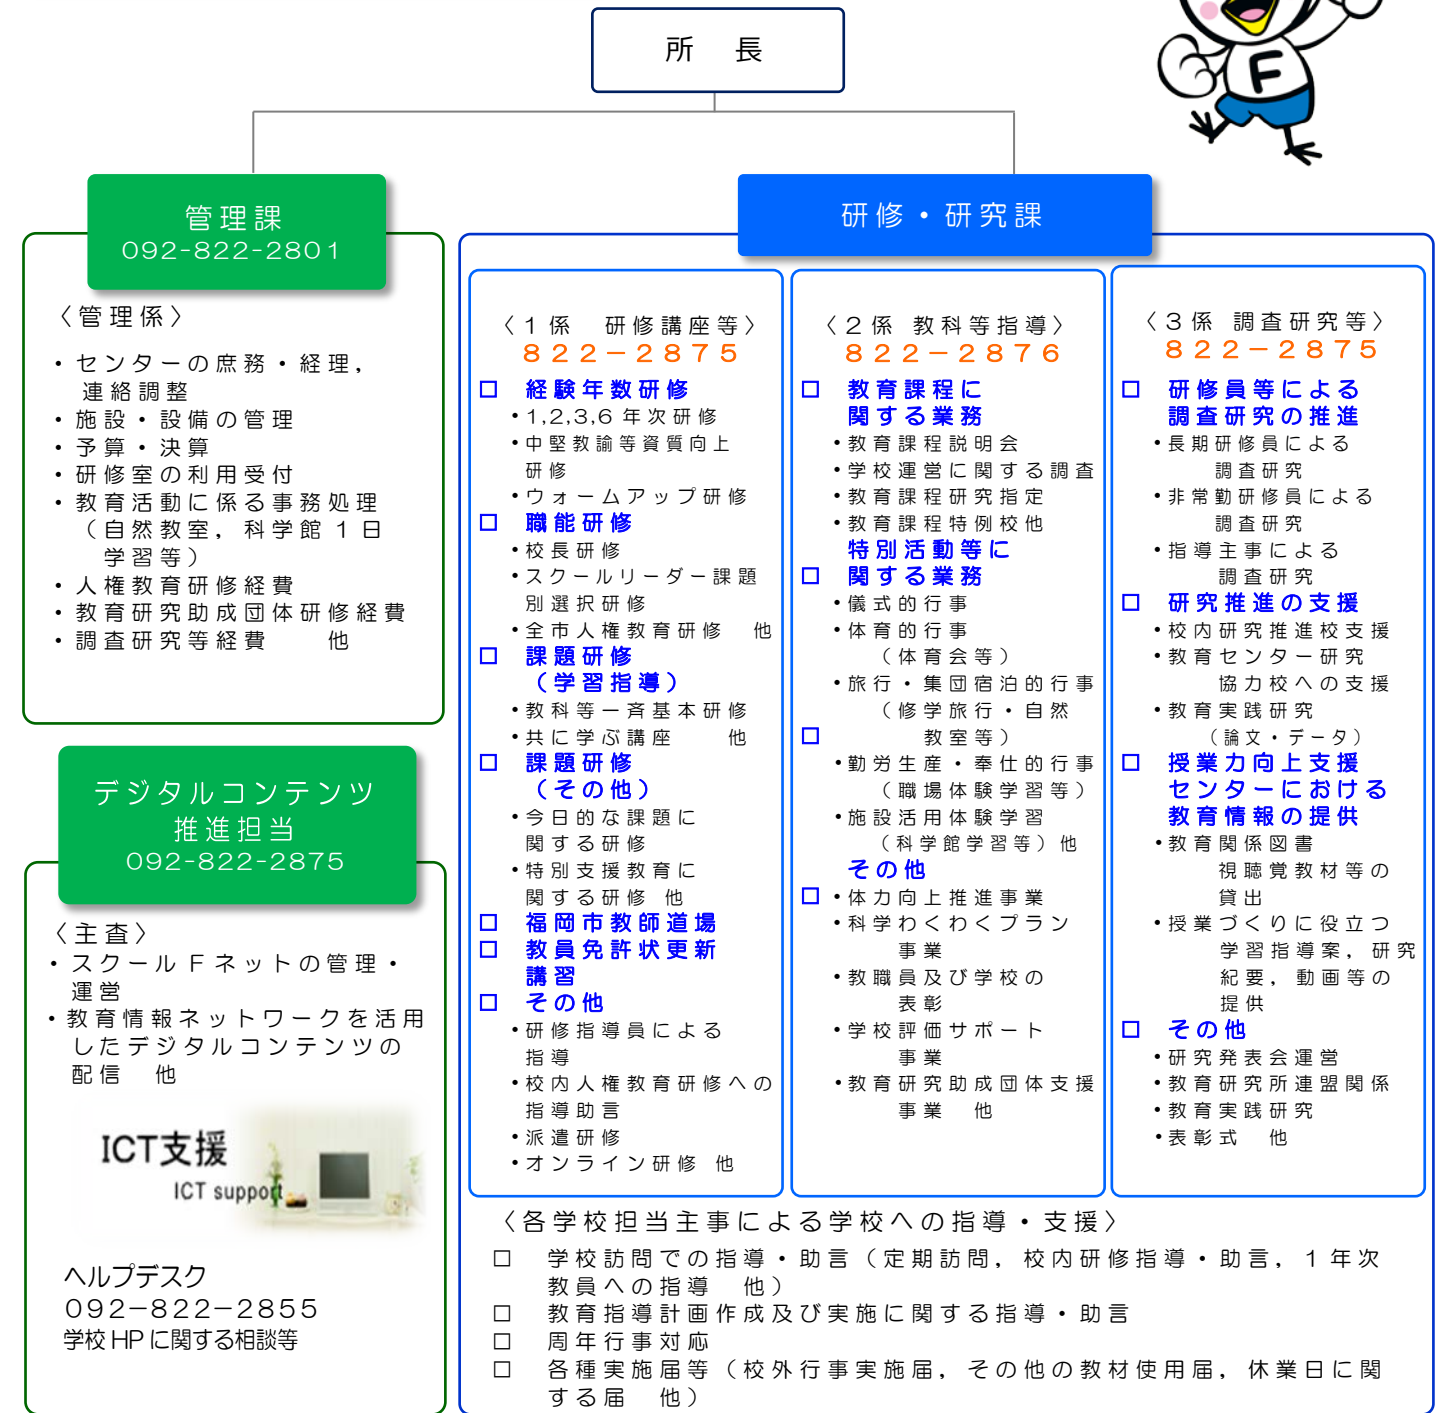 所 長
F
管理課
092-822-2801
〈管理係〉
・センターの庶務・経理，
連絡調整
・施設・設備の管理
・予算・決算
・研修室の利用受付
・教育活動に係る事務処理
（自然教室，科学館1日
学習等）
・人権教育研修経費
・教育研究助成団体研修経費
・調査研究等経費　　他
デジタルコンテンツ
推進担当
092-822-2875
〈主査〉
・スクールFネットの管理・
運営
・教育情報ネットワークを活用
したデジタルコンテンツの
配信　他
ICT支援
ICT support
ヘルプデスク
092－822－2855
学校HPに関する相談等
研修・研究課
〈1係　研修講座等〉
822－2875
□ 経験年数研修
・1,2,3,6年次研修
・中堅教諭等資質向上
研修
・ウォームアップ研修
□ 職能研修
・校長研修
・スクールリーダー課題
別選択研修
・全市人権教育研修　他
□ 課題研修
（学習指導）
・教科等一斉基本研修
・共に学ぶ講座　　他
□ 課題研修
（その他）
・今日的な課題に
関する研修
・特別支援教育に
関する研修 他
□ 福岡市教師道場
□ 教員免許状更新
講習
□ その他
・研修指導員による
指導
・校内人権教育研修への
指導助言
・派遣研修
・オンライン研修 他
〈2係 教科等指導〉
822－2876
□ 教育課程に
関する業務
・教育課程説明会
・学校運営に関する調査
・教育課程研究指定
・教育課程特例校他
特別活動等に
□ 関する業務
・儀式的行事
・体育的行事
（体育会等）
・旅行・集団宿泊的行事
（修学旅行・自然
□ 教室等）
・勤労生産・奉仕的行事
（職場体験学習等）
・施設活用体験学習
（科学館学習等）他
その他
□ ・体力向上推進事業
・科学わくわくプラン
事業
・教職員及び学校の
表彰
・学校評価サポート
事業
・教育研究助成団体支援
事業　他
〈3係 調査研究等〉
822－2875
□ 研修員等による
調査研究の推進
・長期研修員による
調査研究
・非常勤研修員による
調査研究
・指導主事による
調査研究
□ 研究推進の支援
・校内研究推進校支援
・教育センター研究
協力校への支援
・教育実践研究
（論文・データ）
□ 授業力向上支援
センターにおける
教育情報の提供
・教育関係図書
視聴覚教材等の
貸出
・授業づくりに役立つ
学習指導案，研究
紀要，動画等の
提供
□ その他
・研究発表会運営
・教育研究所連盟関係
・教育実践研究
・表彰式　他
〈各学校担当主事による学校への指導・支援〉
□ 学校訪問での指導・助言（定期訪問，校内研修指導・助言，1年次
教員への指導　他）
□ 教育指導計画作成及び実施に関する指導・助言
□ 周年行事対応
□ 各種実施届等（校外行事実施届，その他の教材使用届，休業日に関
する届　他）